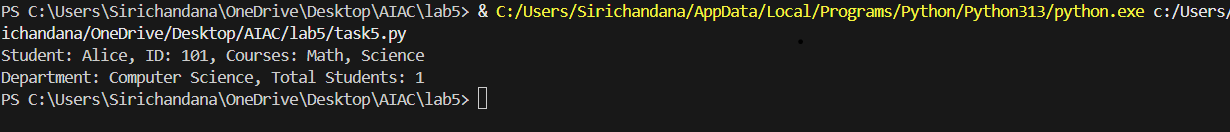 PS C:\Users\Sirichandana\OneDrive\Desktop\AIAC\lab5> & C:/Users/Sirichandana/AppData/Local/Programs/Python/Python313/python.exe c:/Users/
irichandana/OneDrive/Desktop/AIAC/lab5/task5.py
Student: Alice, ID: 101, Courses: Math, Science
Department: Computer Science, Total Students: 1
PS C:\Users\Sirichandana\OneDrive\Desktop\AIAC\lab5>